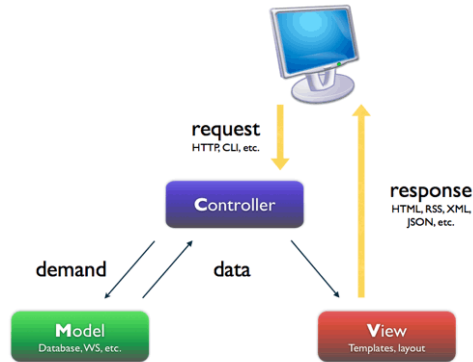 request
HTTP, CLI, etc.
response
HTML, RSS, XML,
JSON, etc.
Controller
demand
data
Model
Database, WS, etc.
View
Templates, layout